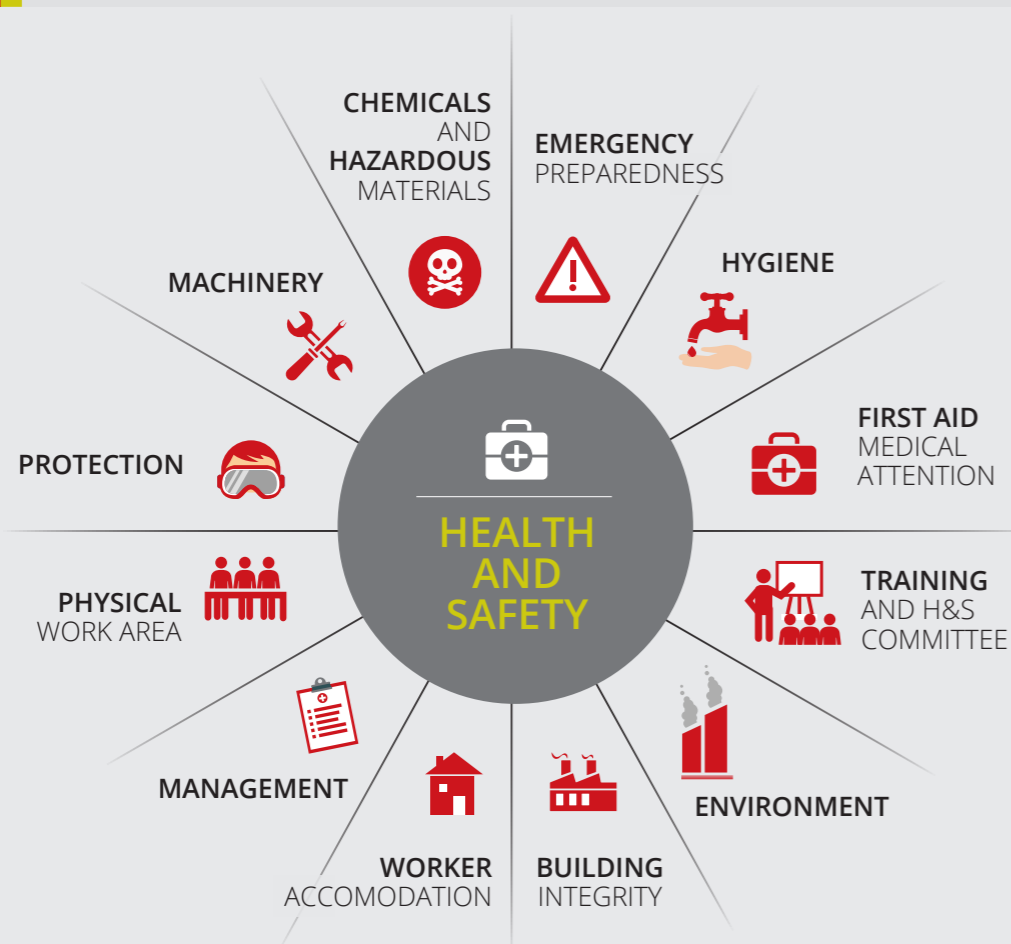 CHEMICALS
AND
HAZARDOUS
MATERIALS
EMERGENCY
PREPAREDNESS
HYGIENE
FIRST AID
MEDICAL
ATTENTION
TRAINING
AND H&S
COMMITTEE
ENVIRONMENT
BUILDING
INTEGRITY
WORKER
ACCOMODATION
MANAGEMENT
PHYSICAL
WORK AREA
PROTECTION
MACHINERY
HEALTH
AND
SAFETY